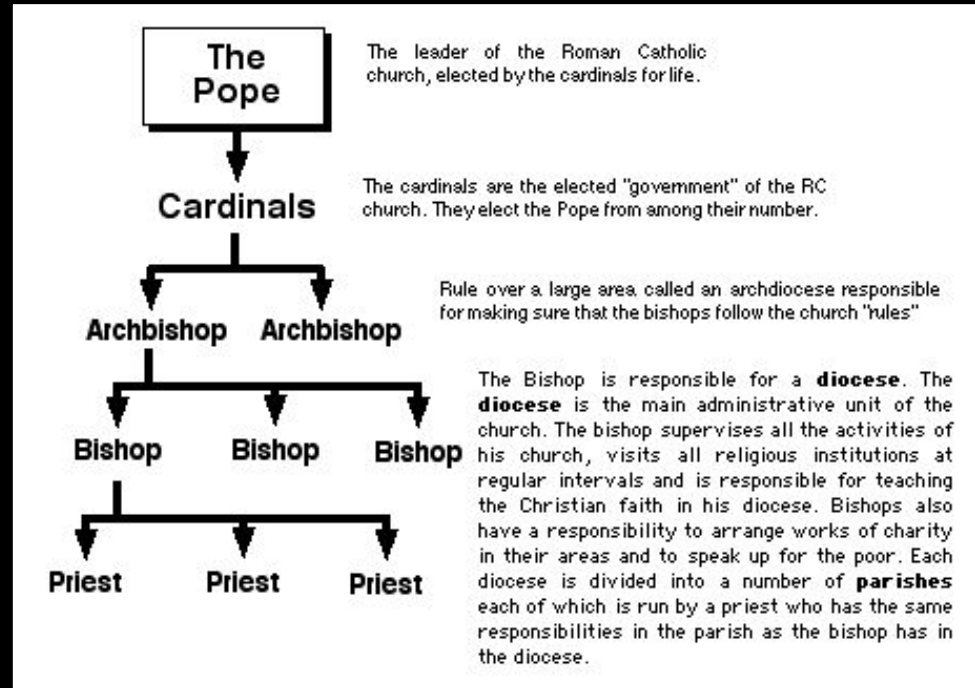 The
Pope
The leader of the Roman Catholic
church, elected by the cardinals for life.
Cardinals
The cardinals are the elected "government" of the RC
church. They elect the Pope from among their number.
Archbishop Archbishop
Rule over a large area called an archdiocese responsible
for making sure that the bishops follow the church "rules"
Bishop Bishop Bishop
The Bishop is responsible for a diocese. The
diocese is the main administrative unit of the
church. The bishop supervises all the activities of
his church, visits all religious institutions at
regular intervals and is responsible for teaching
the Christian faith in his diocese. Bishops also
have a responsibility to arrange works of charity
in their areas and to speak up for the poor. Each
diocese is divided into a number of parishes
each of which is run by a priest who has the same
responsibilities in the parish as the bishop has in
the diocese.
Priest Priest Priest